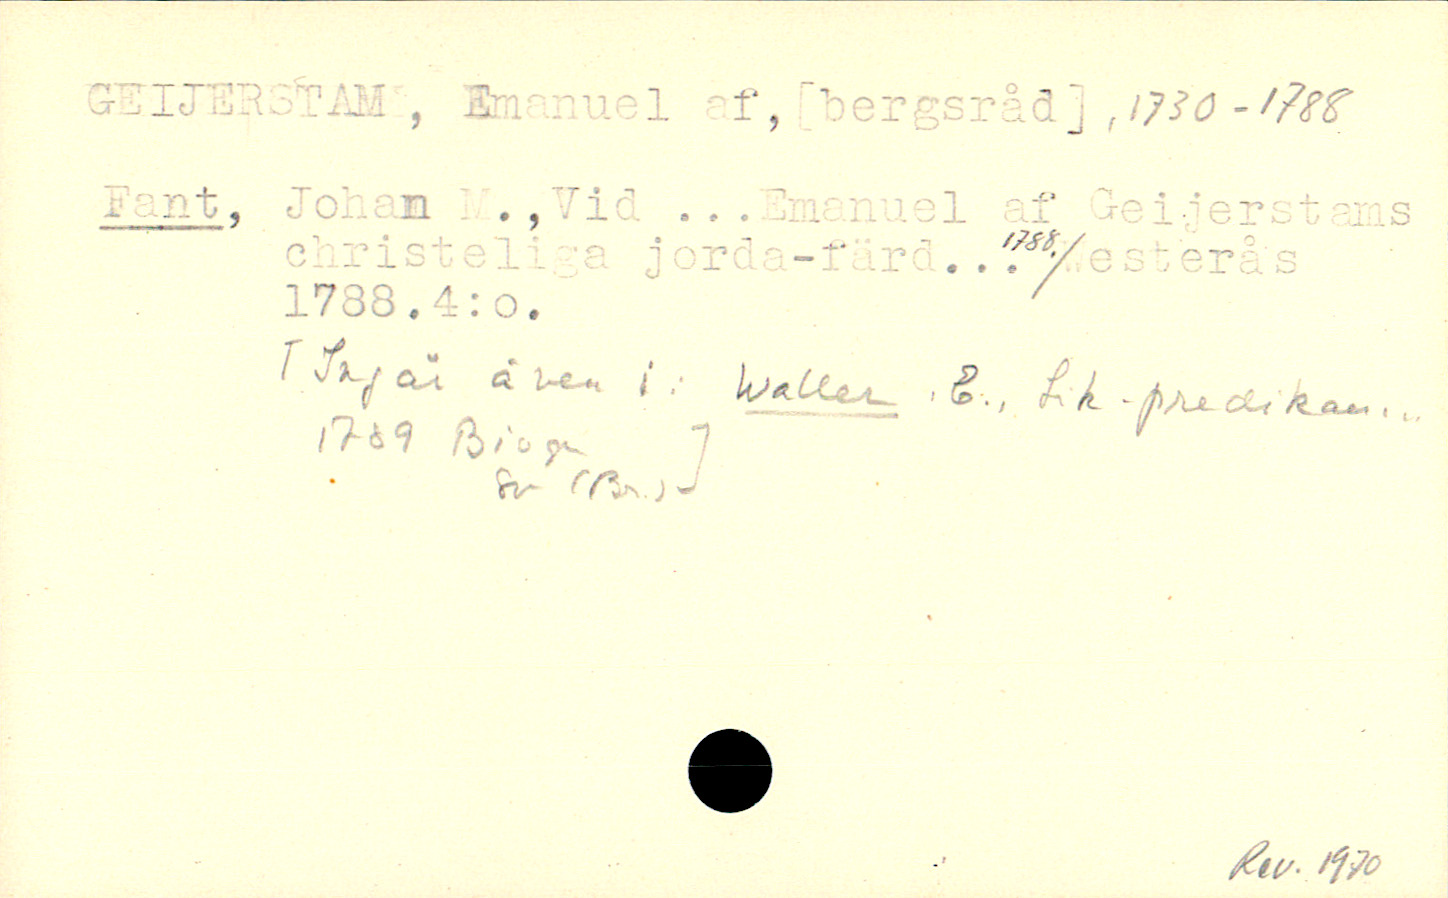 GEIJERSTAM, Emanuel af, [bergsråd], 1730-1788
Fant, Johan M., Vid ...Emanuel af Geijerstams
christeliga jorda-färd... 1788./Westerås
1788.4:o.
[Ingår även i: Waller, E., Lik-predikan...
1789 Biogr
Sv (Br.)]
Rev. 1970